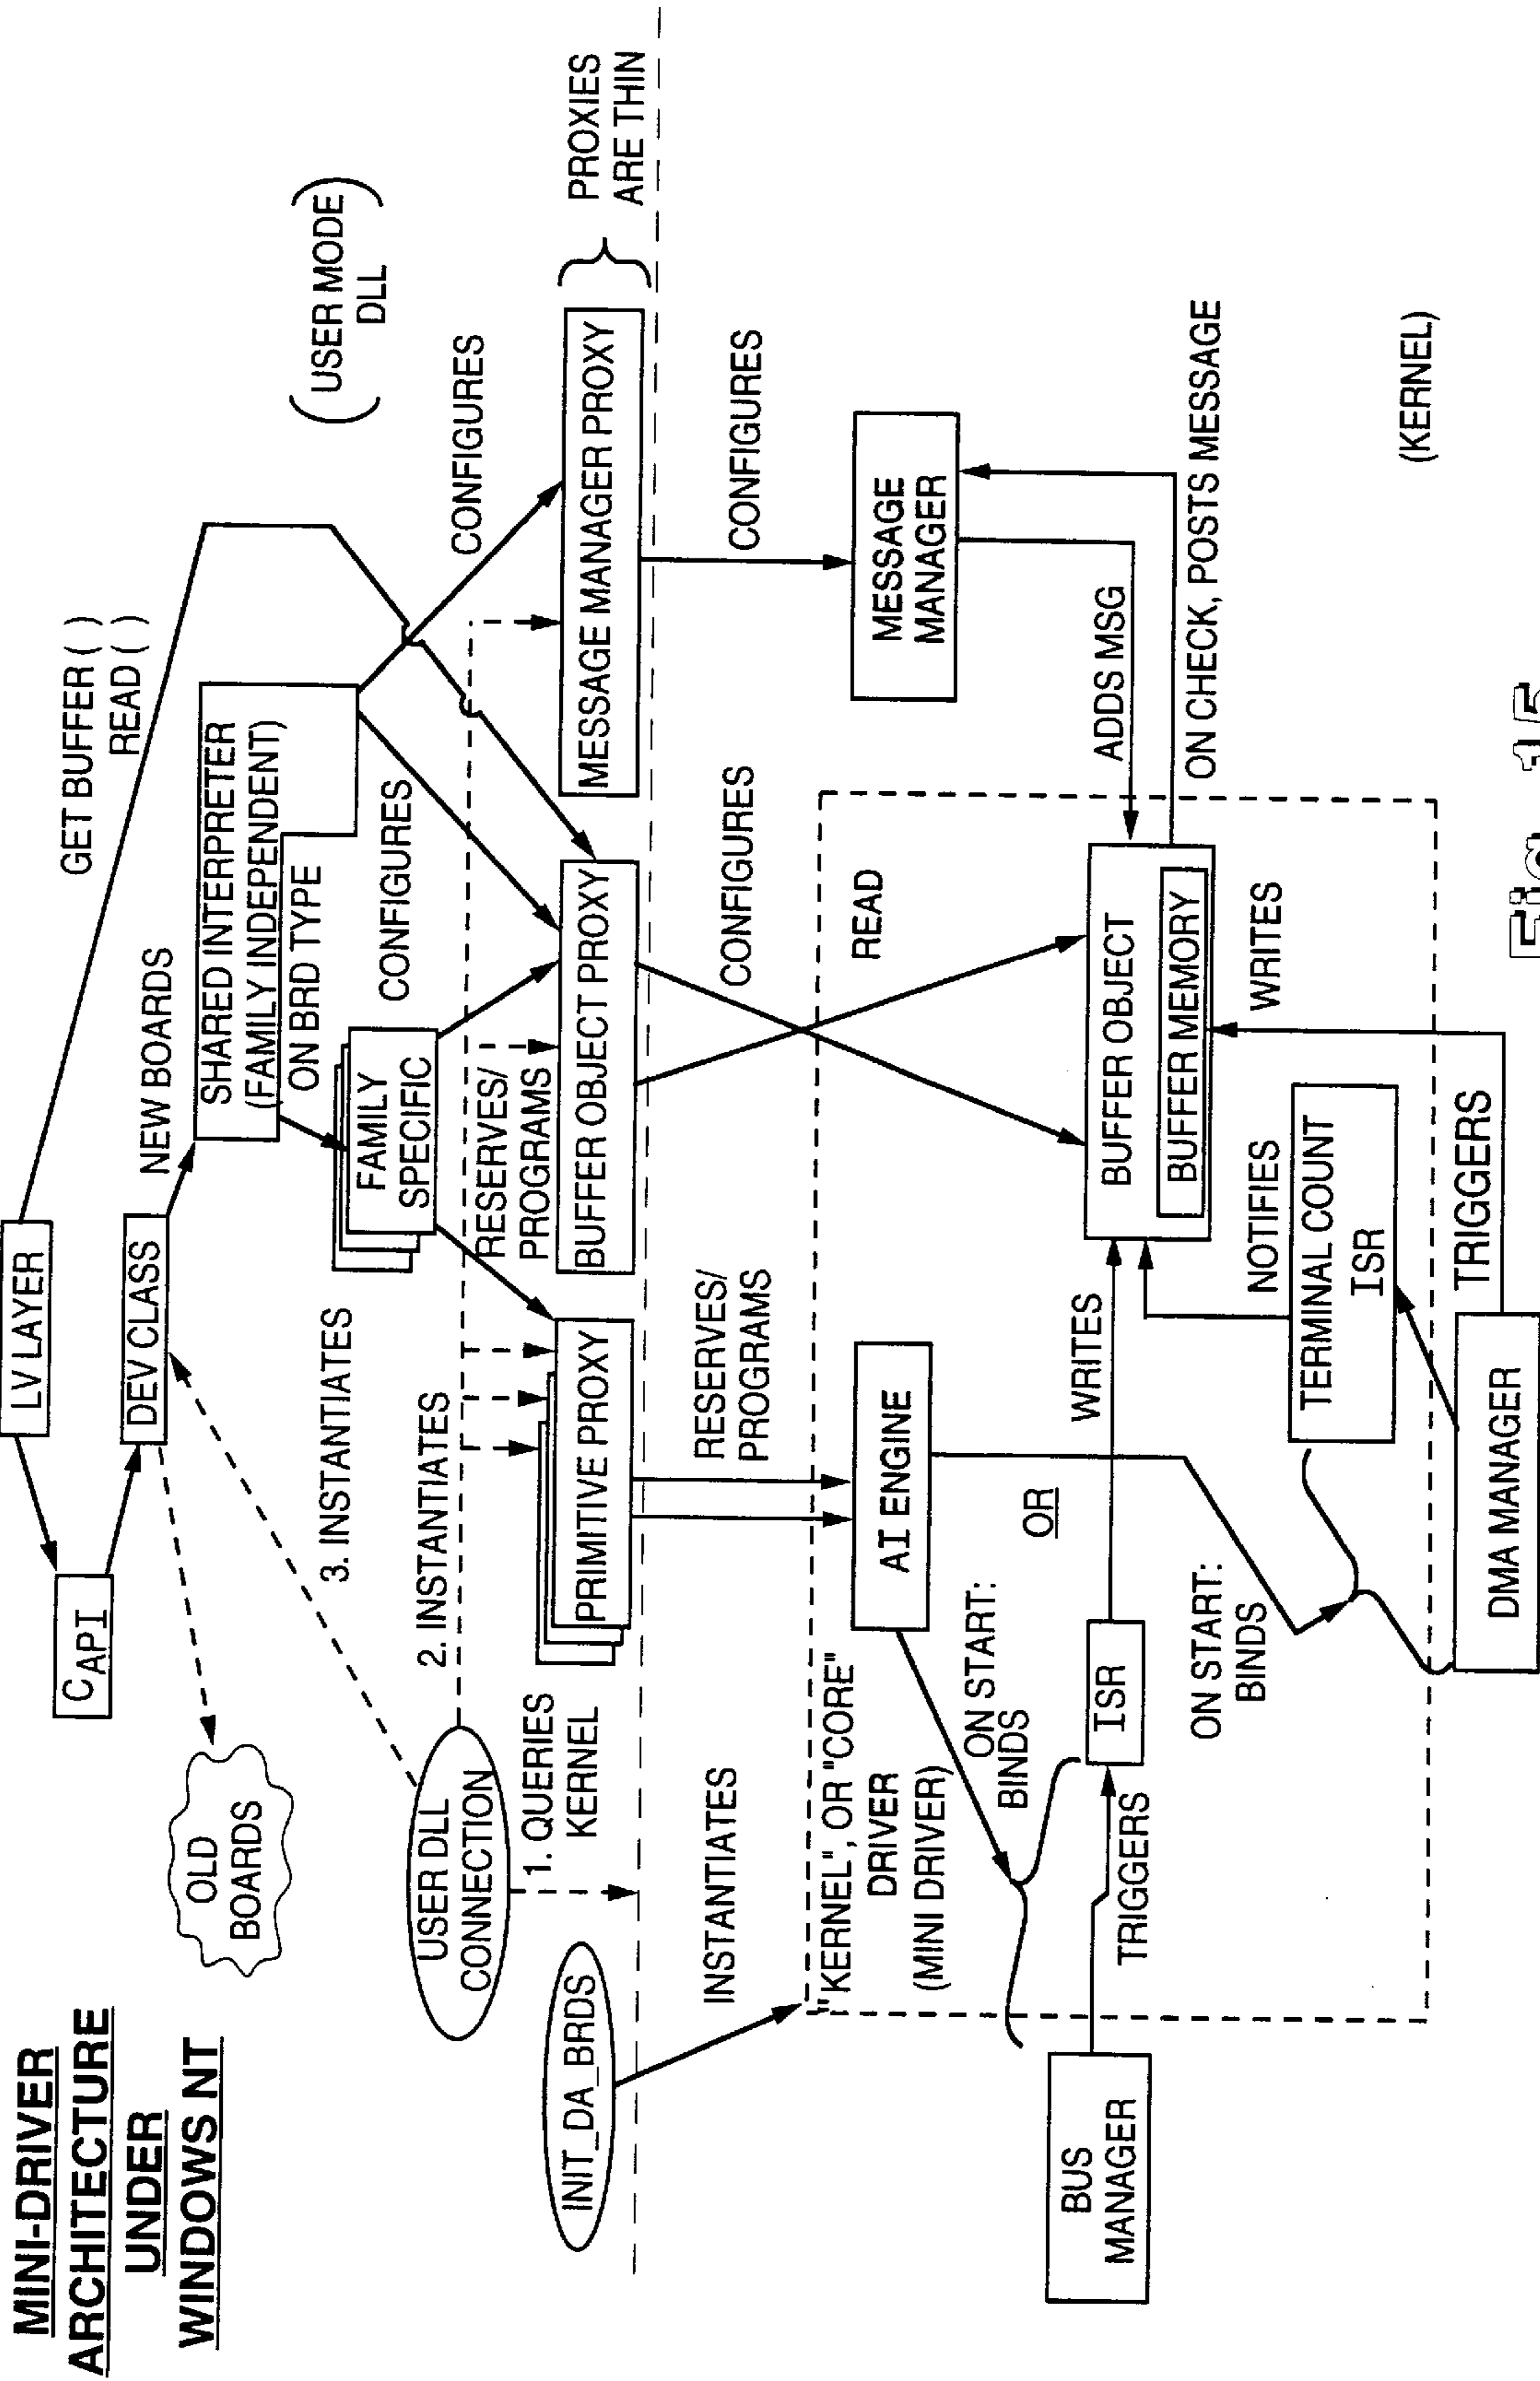 MINI-DRIVER
ARCHITECTURE
UNDER
WINDOWS NT
LV LAYER
GET BUFFER ( )
READ ( )
CAPI
DEV CLASS
NEW BOARDS
SHARED INTERPRETER
(FAMILY INDEPENDENT)
ON BRD TYPE
(USER MODE)
DLL
OLD
BOARDS
3. INSTANTIATES
FAMILY
SPECIFIC
CONFIGURES
CONFIGURES
USER DLL
CONNECTION
2. INSTANTIATES
RESERVES/
PROGRAMS
1. QUERIES
KERNEL
INIT_DA_BRDS
PRIMITIVE PROXY
BUFFER OBJECT PROXY
MESSAGE MANAGER PROXY
PROXIES
ARE THIN
INSTANTIATES
RESERVES/
PROGRAMS
CONFIGURES
CONFIGURES
"KERNEL", OR "CORE"
DRIVER
(MINI DRIVER)
AI ENGINE
READ
MESSAGE
MANAGER
ON START:
BINDS
OR
WRITES
ADDS MSG
BUS
MANAGER
TRIGGERS
ISR
BUFFER OBJECT
BUFFER MEMORY
ON CHECK, POSTS MESSAGE
ON START:
BINDS
NOTIFIES
WRITES
TERMINAL COUNT
ISR
(KERNEL)
DMA MANAGER
TRIGGERS
Fig. 15